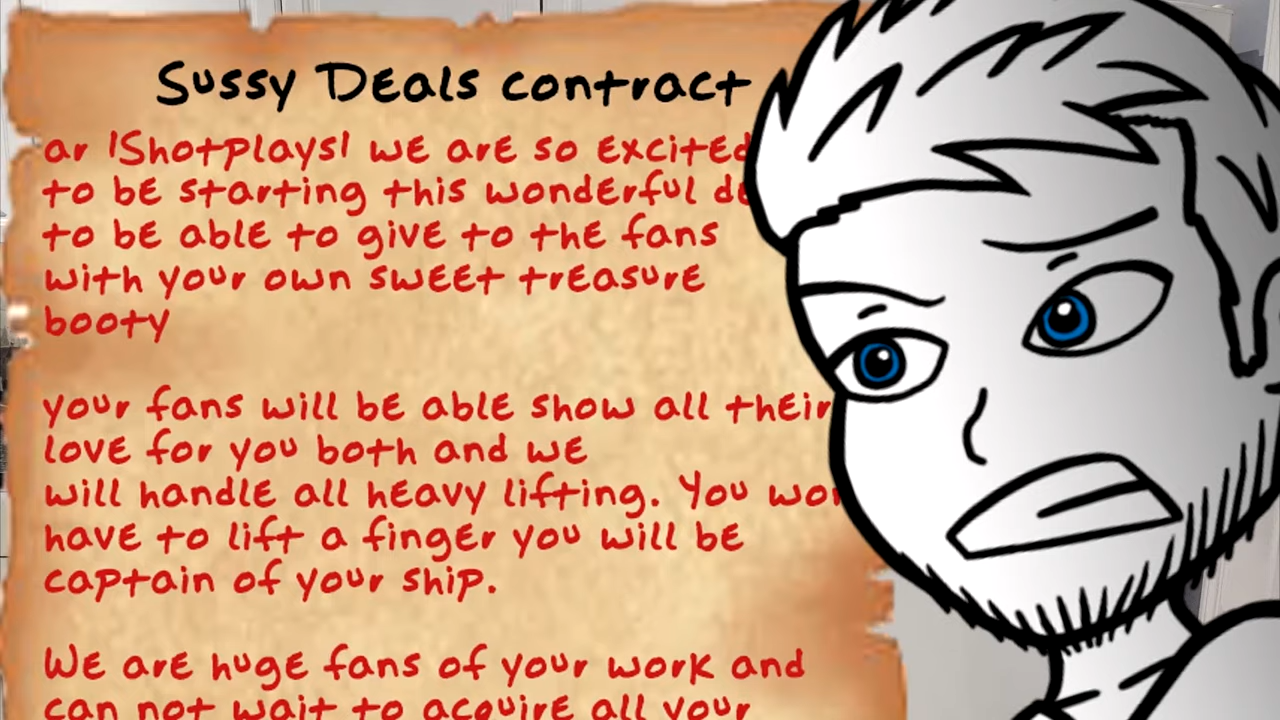 Sussy Deals contract
ar 'Shotplays' we are so excited
to be starting this wonderful
to be able to give to the fans
with your own sweet treasure
booty
your fans will be able show all their
love for you both and we
will handle all heavy lifting. You
have to lift a finger you will be
captain of your ship.
We are huge fans of your work and
can not wait to acquire all your